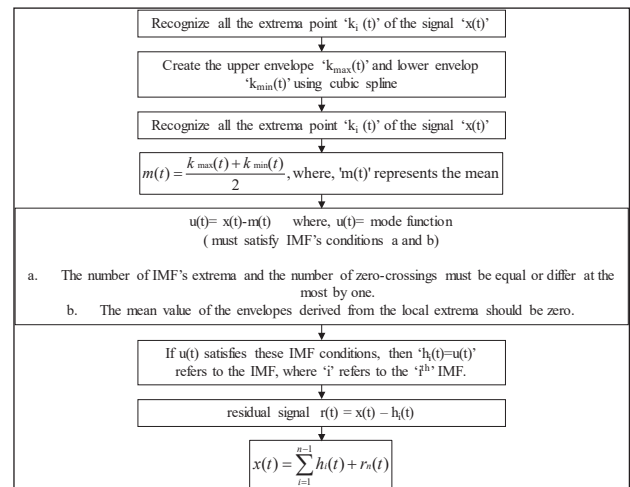 Recognize all the extrema point ‘kᵢ (t)’ of the signal ‘x(t)’
Create the upper envelope ‘kₘₐₓ(t)’ and lower envelop
‘kₘᵢₙ(t)’ using cubic spline
Recognize all the extrema point ‘kᵢ (t)’ of the signal ‘x(t)’
m(t) = (k max(t) + k min(t)) / 2, where, 'm(t)' represents the mean
u(t)= x(t)-m(t) where, u(t)= mode function
( must satisfy IMF’s conditions a and b)
a. The number of IMF’s extrema and the number of zero-crossings must be equal or differ at the
most by one.
b. The mean value of the envelopes derived from the local extrema should be zero.
If u(t) satisfies these IMF conditions, then ‘hᵢ(t)=u(t)’
refers to the IMF, where ‘i’ refers to the ‘iᵗʰ’ IMF.
residual signal r(t) = x(t) – hᵢ(t)
x(t) = ∑_{i=1}^{n-1} hᵢ(t) + rₙ(t)